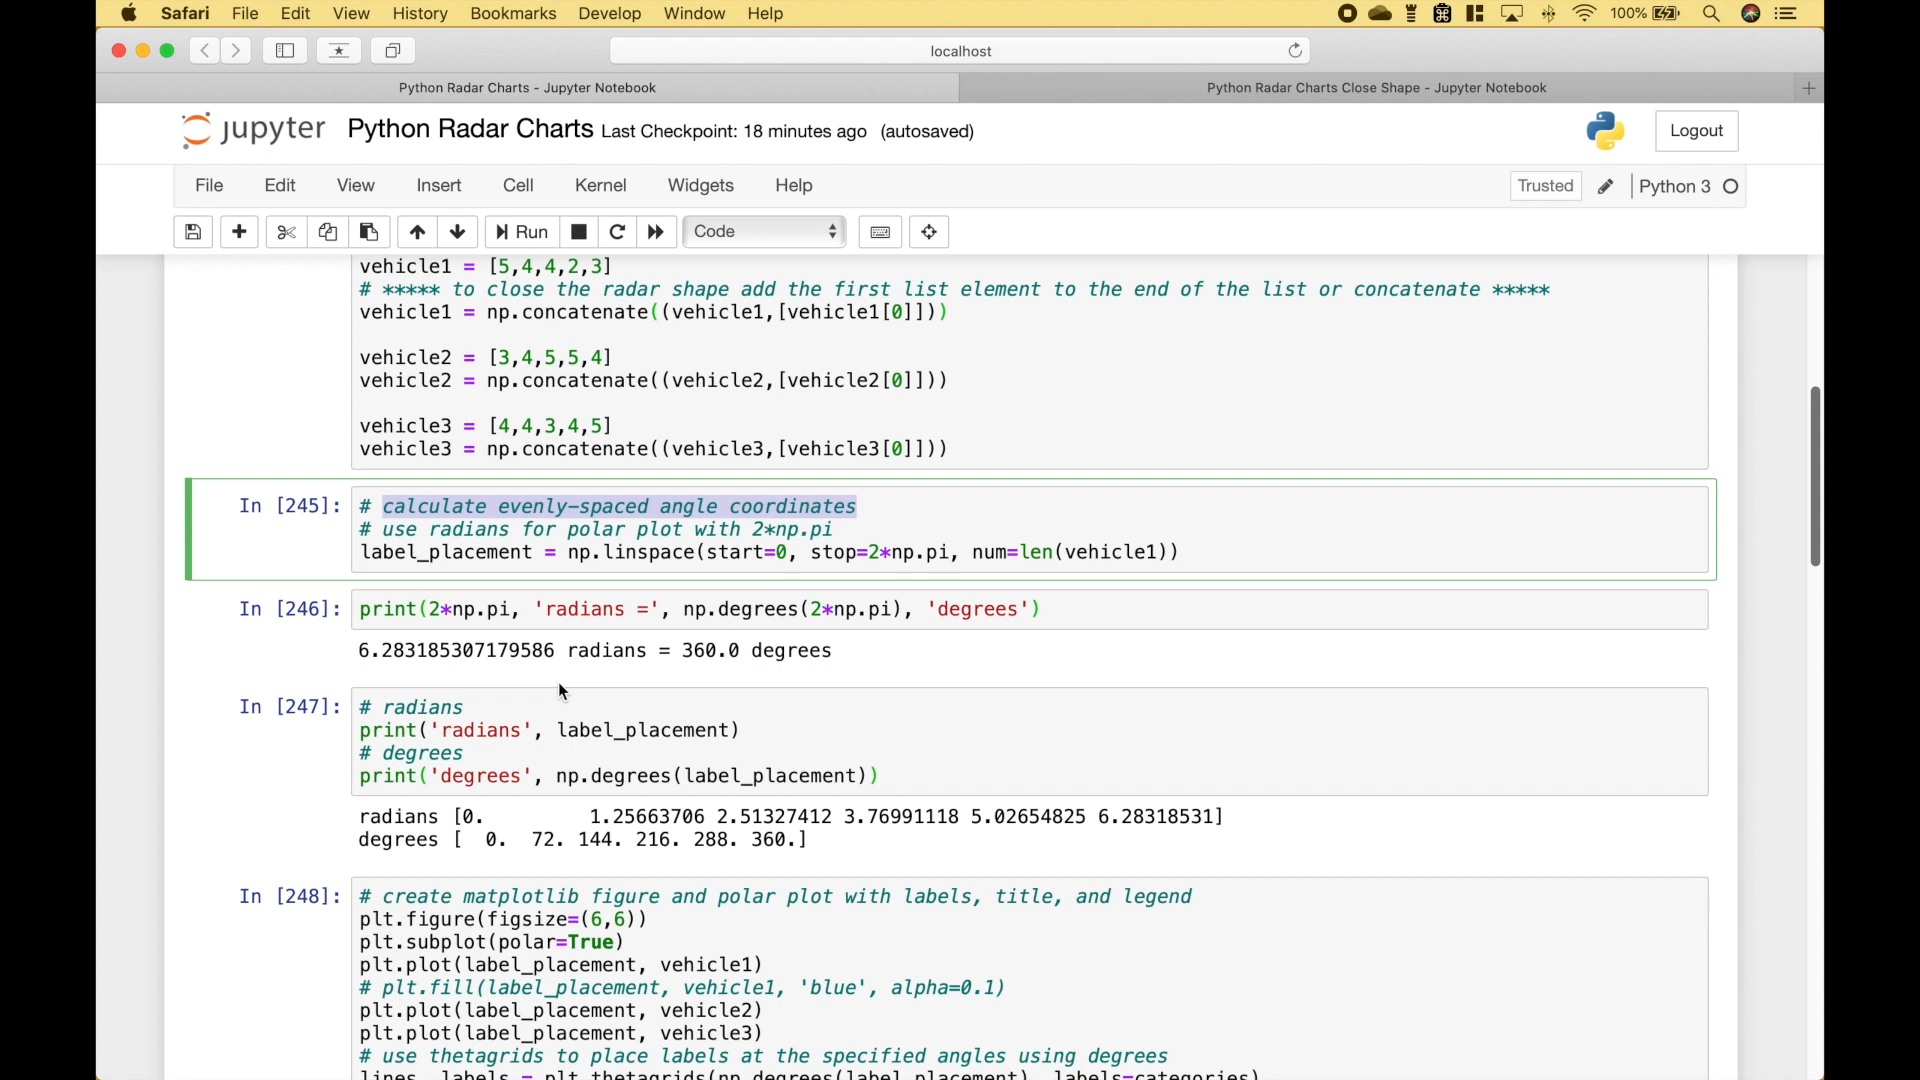 Safari File Edit View History Bookmarks Develop Window Help 100%
localhost
Python Radar Charts - Jupyter Notebook Python Radar Charts Close Shape - Jupyter Notebook
jupyter Python Radar Charts Last Checkpoint: 18 minutes ago (autosaved) Logout
File Edit View Insert Cell Kernel Widgets Help Trusted Python 3
Run Code
vehicle1 = [5,4,4,2,3]
# ***** to close the radar shape add the first list element to the end of the list or concatenate *****
vehicle1 = np.concatenate((vehicle1,[vehicle1[0]]))
vehicle2 = [3,4,5,5,4]
vehicle2 = np.concatenate((vehicle2,[vehicle2[0]]))
vehicle3 = [4,4,3,4,5]
vehicle3 = np.concatenate((vehicle3,[vehicle3[0]]))
In [245]: # calculate evenly-spaced angle coordinates
# use radians for polar plot with 2*np.pi
label_placement = np.linspace(start=0, stop=2*np.pi, num=len(vehicle1))
In [246]: print(2*np.pi, 'radians =', np.degrees(2*np.pi), 'degrees')
6.283185307179586 radians = 360.0 degrees
In [247]: # radians
print('radians', label_placement)
# degrees
print('degrees', np.degrees(label_placement))
radians [0. 1.25663706 2.51327412 3.76991118 5.02654825 6.28318531]
degrees [ 0. 72. 144. 216. 288. 360.]
In [248]: # create matplotlib figure and polar plot with labels, title, and legend
plt.figure(figsize=(6,6))
plt.subplot(polar=True)
plt.plot(label_placement, vehicle1)
# plt.fill(label_placement, vehicle1, 'blue', alpha=0.1)
plt.plot(label_placement, vehicle2)
plt.plot(label_placement, vehicle3)
# use thetagrids to place labels at the specified angles using degrees
lines, labels = plt.thetagrids(np.degrees(label_placement), labels=categories)